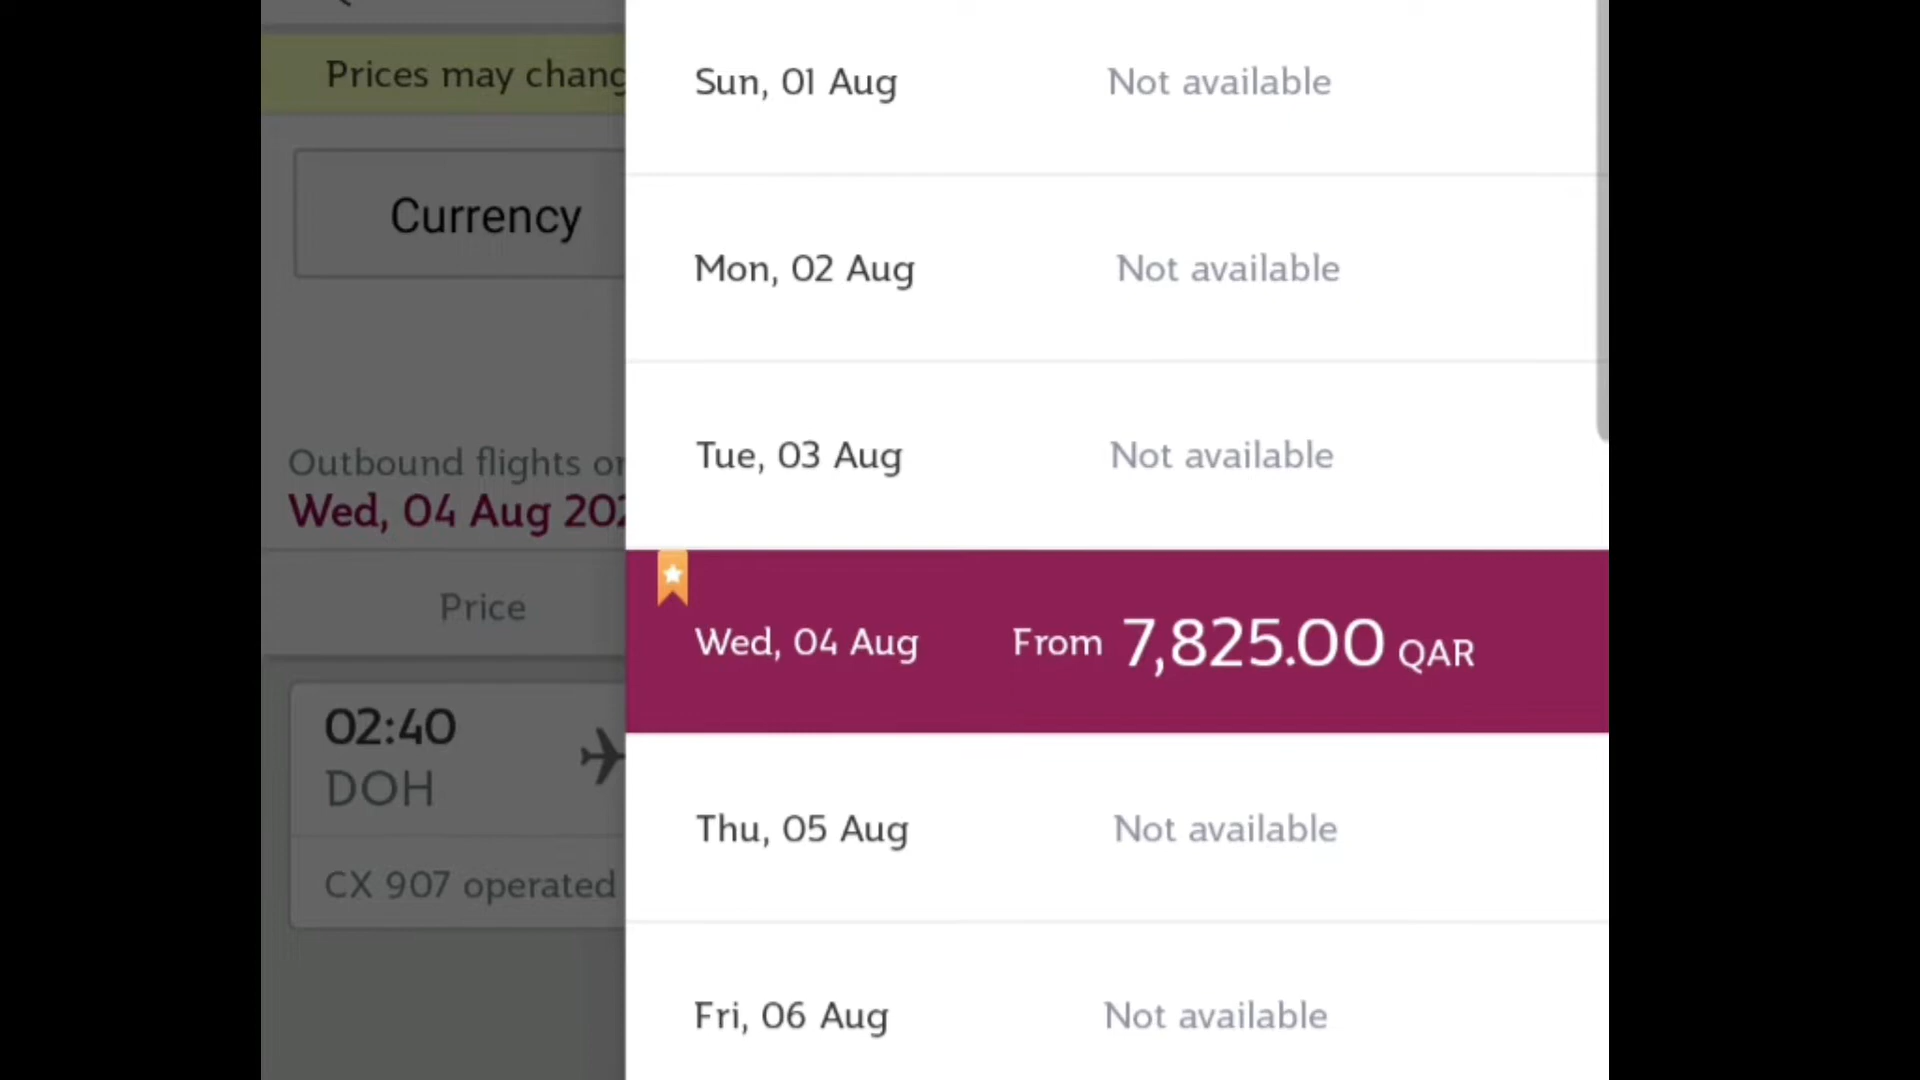 Prices may chang
Currency
Outbound flights or
Wed, 04 Aug 202
Price
02:40
DOH
CX 907 operated
Sun, 01 Aug Not available
Mon, 02 Aug Not available
Tue, 03 Aug Not available
Wed, 04 Aug From 7,825.00 QAR
Thu, 05 Aug Not available
Fri, 06 Aug Not available